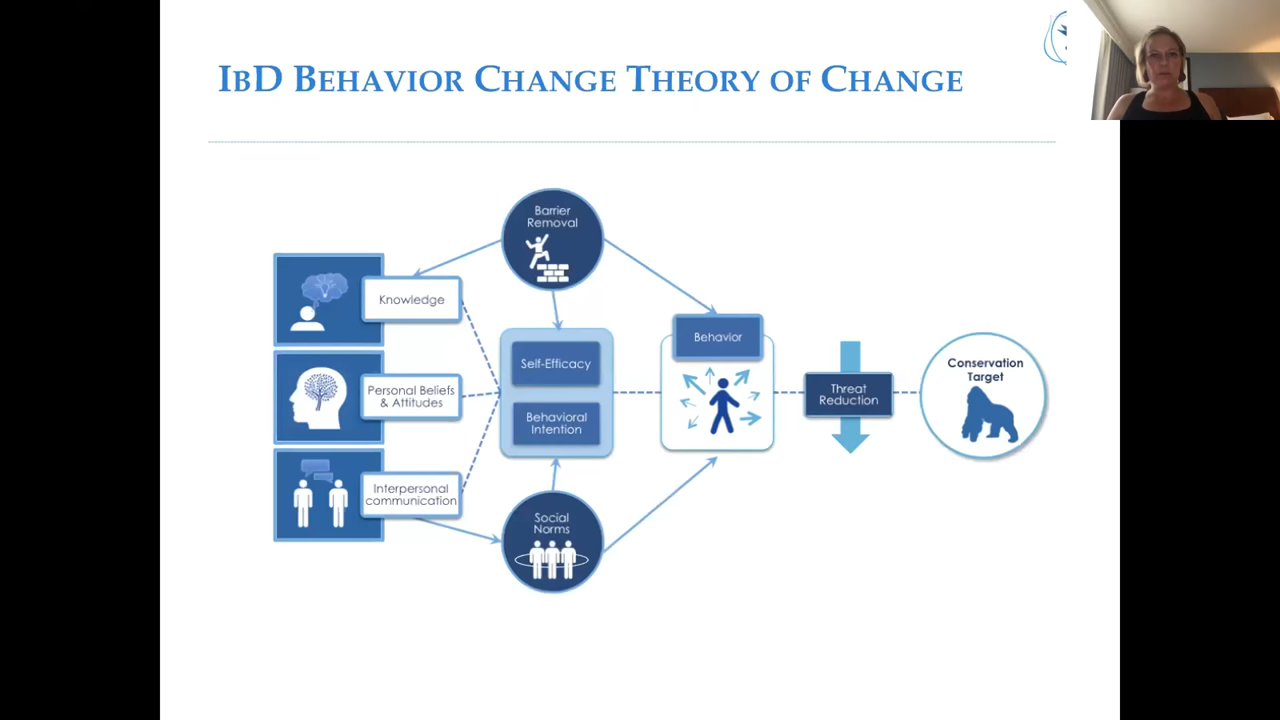 IBD BEHAVIOR CHANGE THEORY OF CHANGE
Barrier
Removal
Knowledge
Personal Beliefs
& Attitudes
Interpersonal
communication
Self-Efficacy
Behavioral
Intention
Social
Norms
Behavior
Threat
Reduction
Conservation
Target